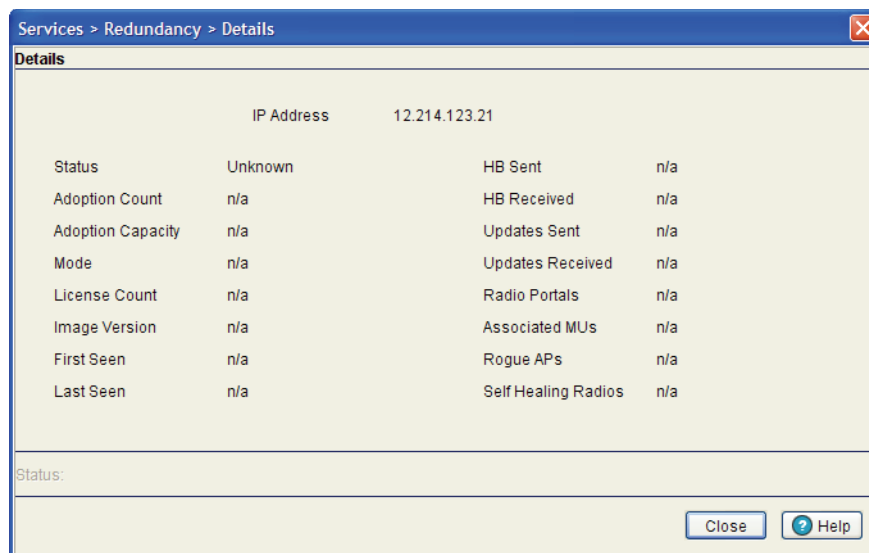 Services > Redundancy > Details
Details
IP Address 12.214.123.21
Status Unknown HB Sent n/a
Adoption Count n/a HB Received n/a
Adoption Capacity n/a Updates Sent n/a
Mode n/a Updates Received n/a
License Count n/a Radio Portals n/a
Image Version n/a Associated MUs n/a
First Seen n/a Rogue APs n/a
Last Seen n/a Self Healing Radios n/a
Status:
Close ? Help